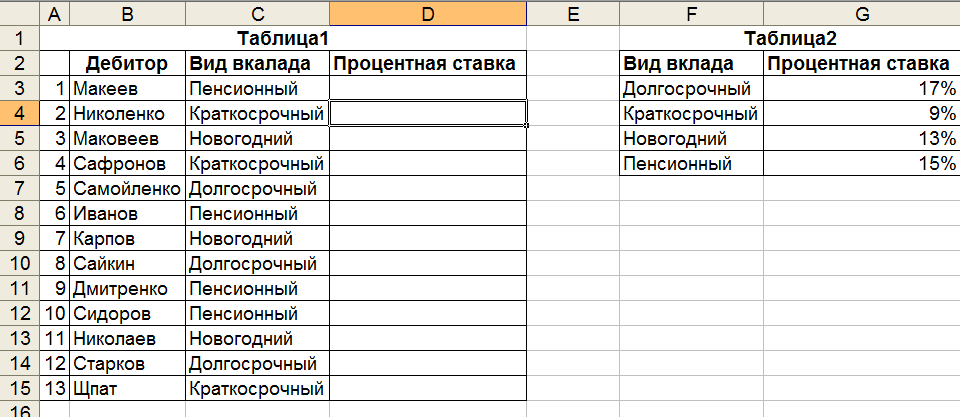 A B C D E F G
1 Таблица1 Таблица2
2 Дебитор Вид вкалада Процентная ставка Вид вклада Процентная ставка
3 1 Макеев Пенсионный Долгосрочный 17%
4 2 Николенко Краткосрочный Краткосрочный 9%
5 3 Маковеев Новогодний Новогодний 13%
6 4 Сафронов Краткосрочный Пенсионный 15%
7 5 Самойленко Долгосрочный
8 6 Иванов Пенсионный
9 7 Карпов Новогодний
10 8 Сайкин Долгосрочный
11 9 Дмитренко Пенсионный
12 10 Сидоров Пенсионный
13 11 Николаев Новогодний
14 12 Старков Долгосрочный
15 13 Щпат Краткосрочный
16